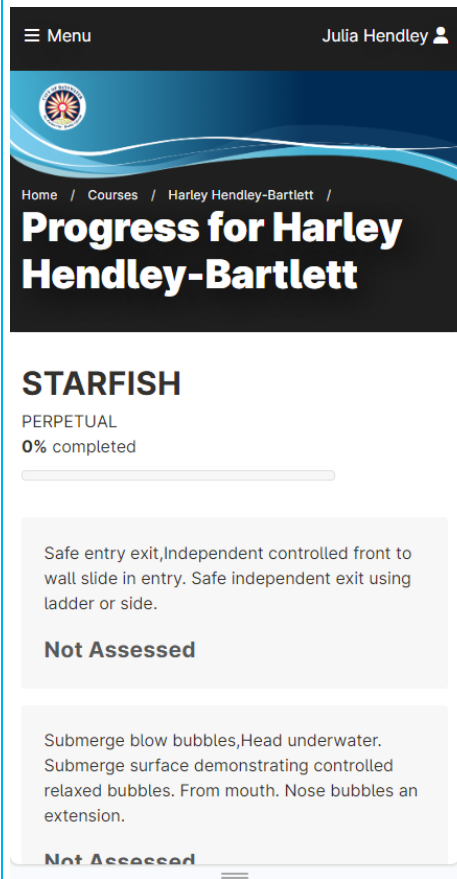 Menu
Julia Hendley
Home / Courses / Harley Hendley-Bartlett /
Progress for Harley
Hendley-Bartlett
STARFISH
PERPETUAL
0% completed
Safe entry exit,Independent controlled front to
wall slide in entry. Safe independent exit using
ladder or side.
Not Assessed
Submerge blow bubbles,Head underwater.
Submerge surface demonstrating controlled
relaxed bubbles. From mouth. Nose bubbles an
extension.
Not Assessed